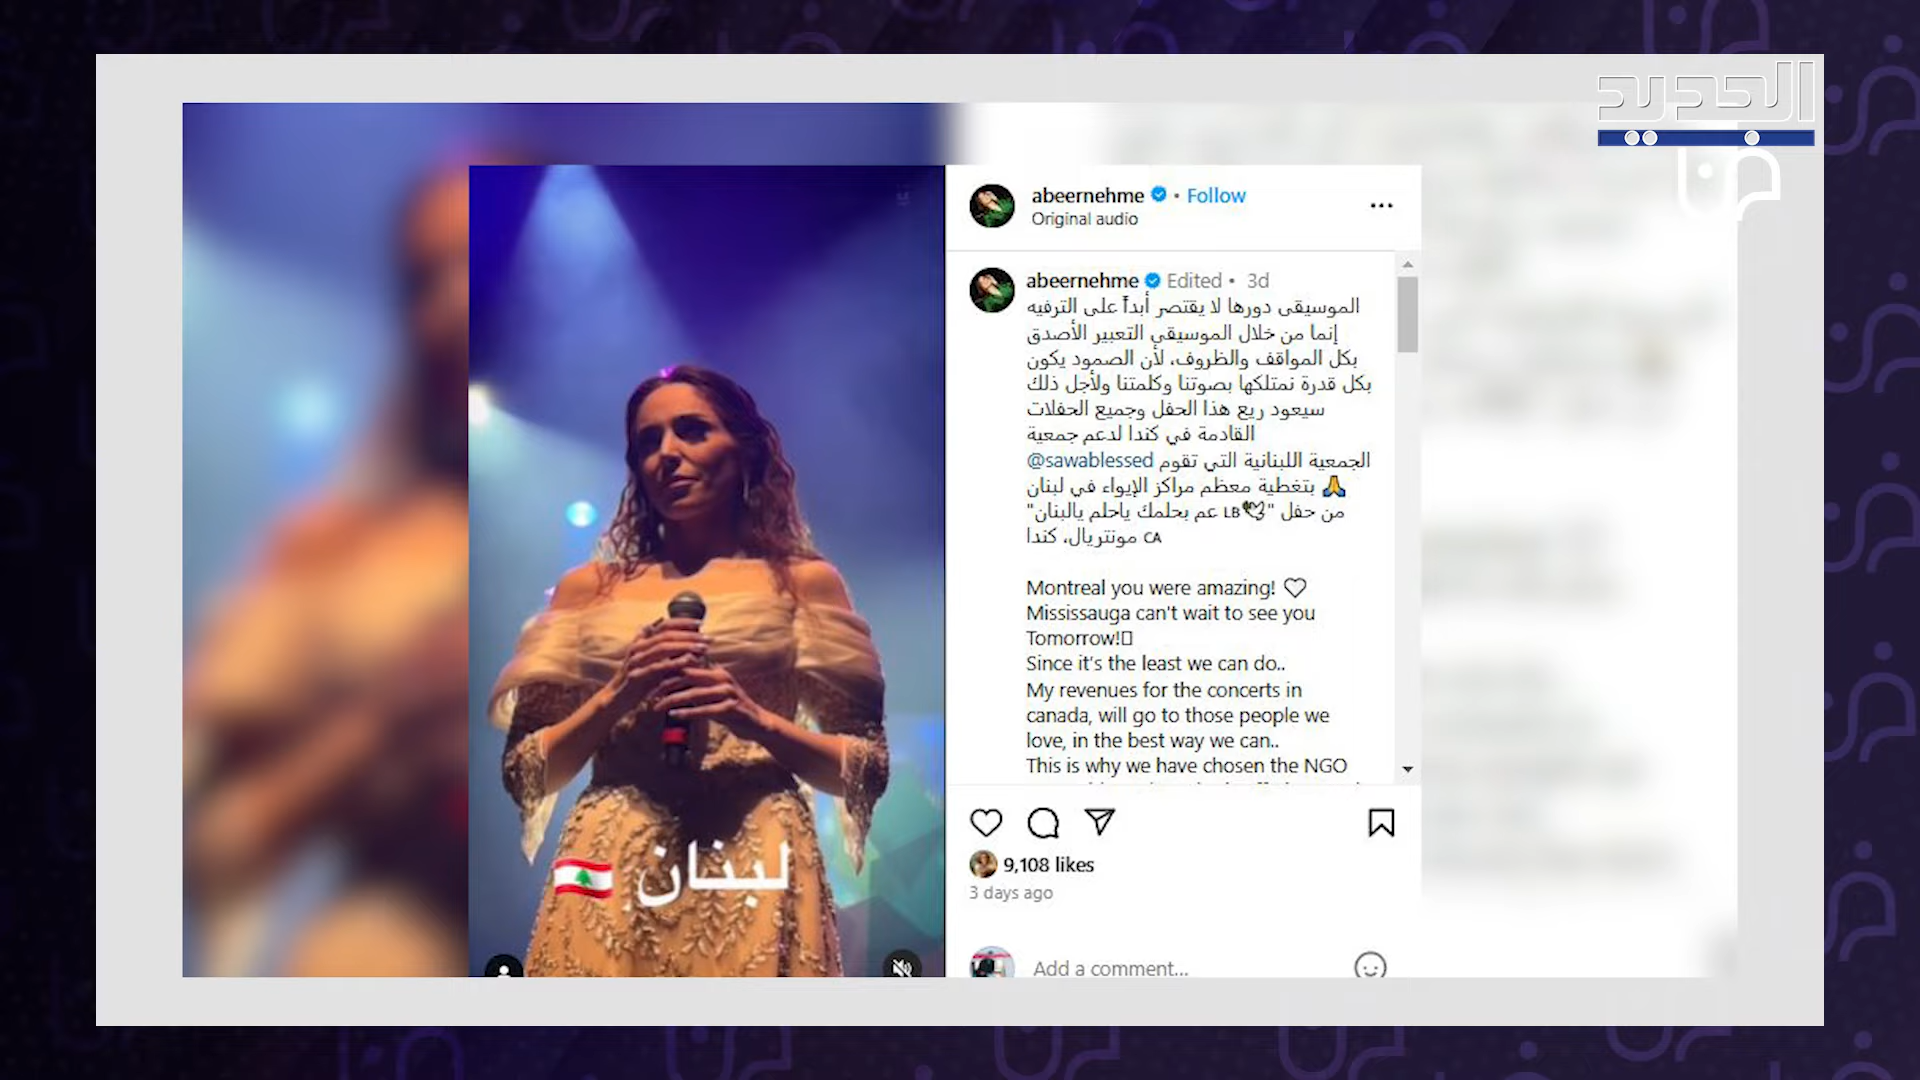 الجديد
abeernehme • Follow
Original audio
abeernehme Edited • 3d
الموسيقى دورها لا يقتصر أبداً على الترفيه
إنما من خلال الموسيقى التعبير الأصدق
بكل المواقف والظروف، لأن الصمود يكون
بكل قدرة نمتلكها بصوتنا وكلمتنا ولأجل ذلك
سيعود ريع هذا الحفل وجميع الحفلات
القادمة في كندا لدعم جمعية
@sawablessed الجمعية اللبنانية التي تقوم
بتغطية معظم مراكز الإيواء في لبنان 🙏
من حفل "🕊️LB عم بحلمك ياحلم يالبنان"
مونتريال، كندا CA
Montreal you were amazing! ♡
Mississauga can't wait to see you
Tomorrow!
Since it's the least we can do..
My revenues for the concerts in
canada, will go to those people we
love, in the best way we can..
This is why we have chosen the NGO
9,108 likes
3 days ago
Add a comment...
لبنان 🇱🇧